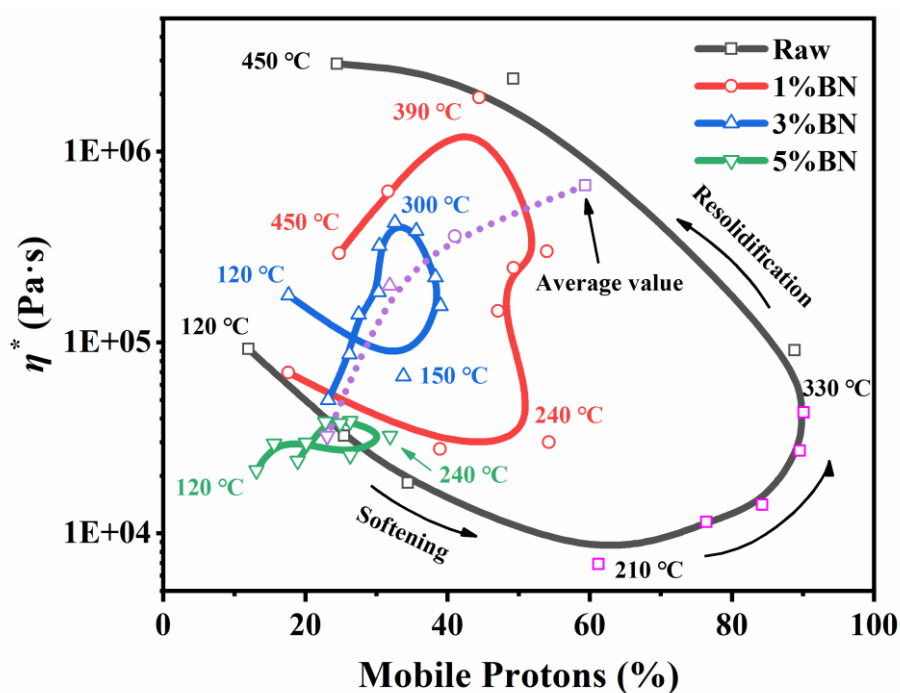 450 °C
Raw
1%BN
3%BN
5%BN
390 °C
1E+06
450 °C
300 °C
Resolidification
120 °C
Average value
120 °C
η* (Pa·s)
1E+05
150 °C
330 °C
240 °C
120 °C
240 °C
Softening
1E+04
210 °C
0 20 40 60 80 100
Mobile Protons (%)